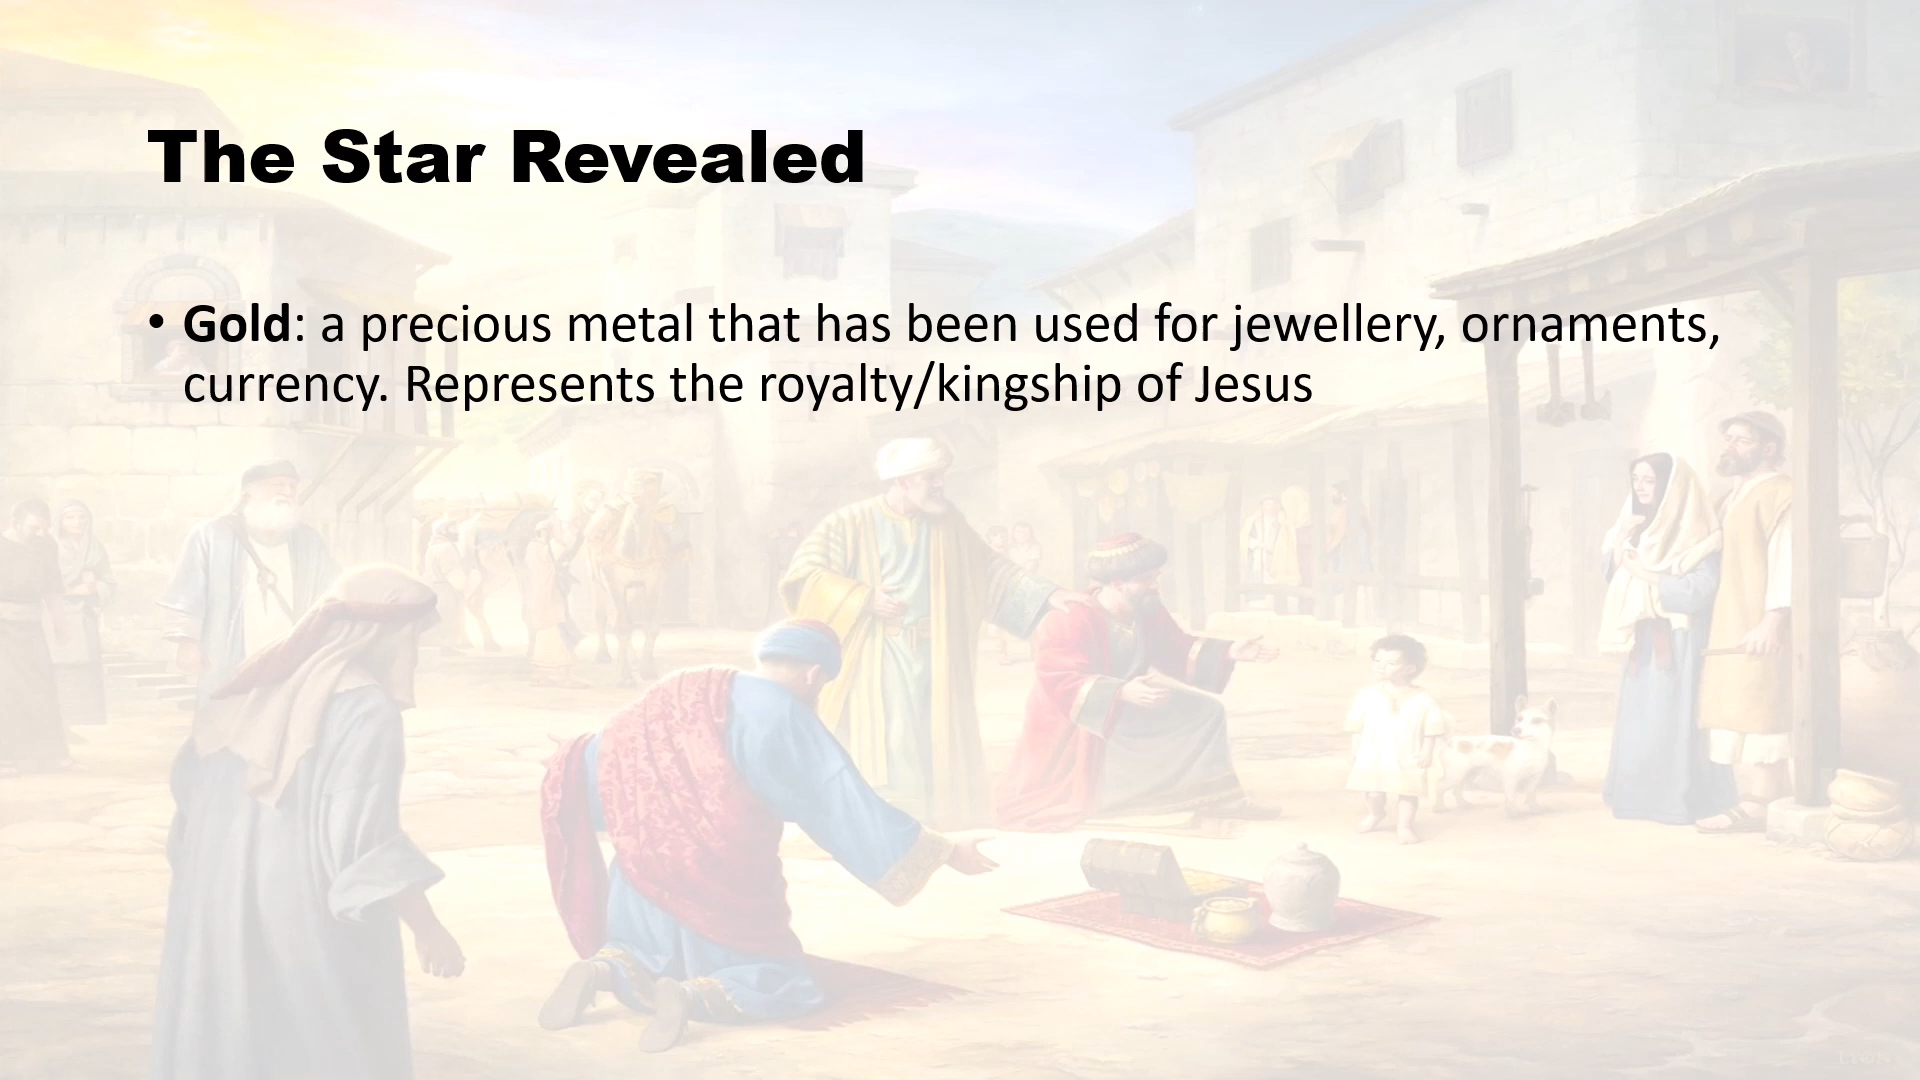 The Star Revealed
• Gold: a precious metal that has been used for jewellery, ornaments,
currency. Represents the royalty/kingship of Jesus